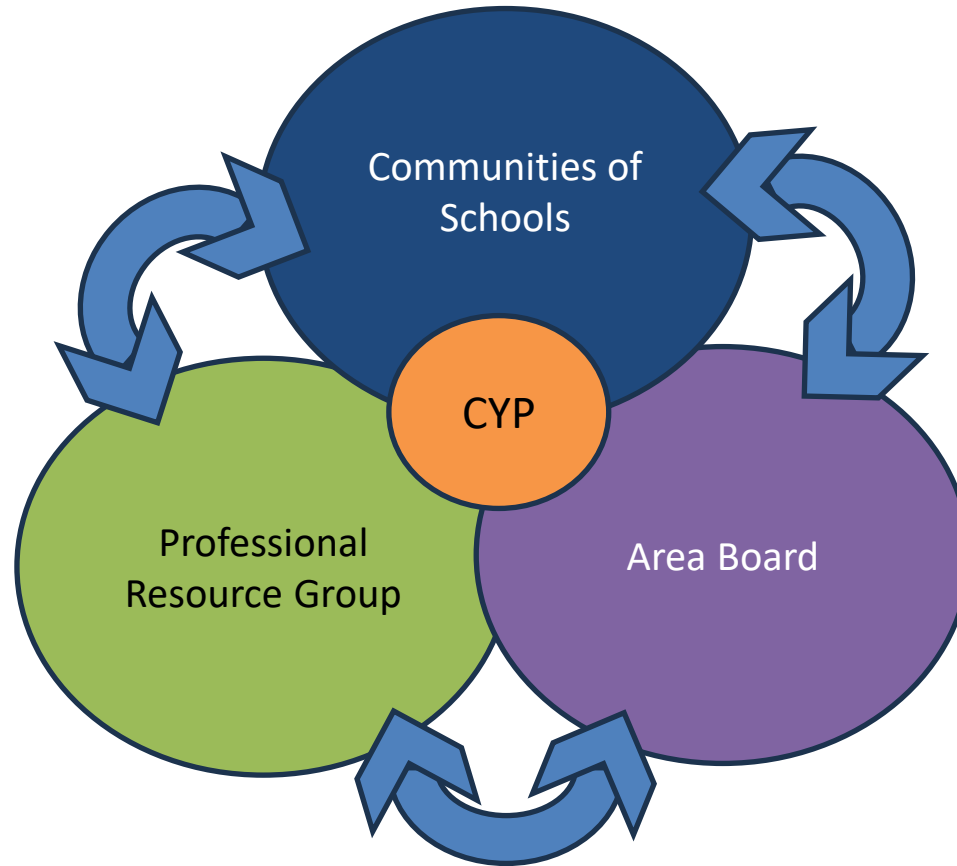 Communities of
Schools
CYP
Professional
Resource Group
Area Board